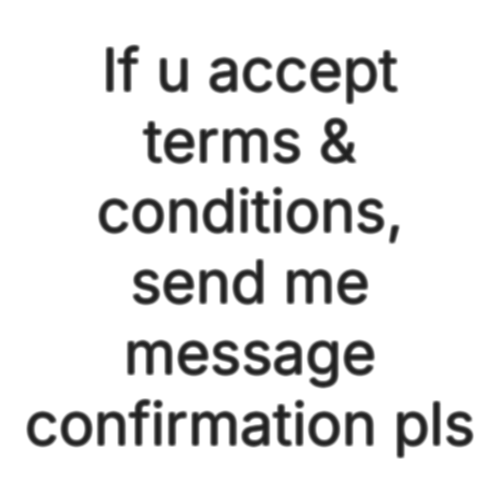 If u accept
terms &
conditions,
send me
message
confirmation pls